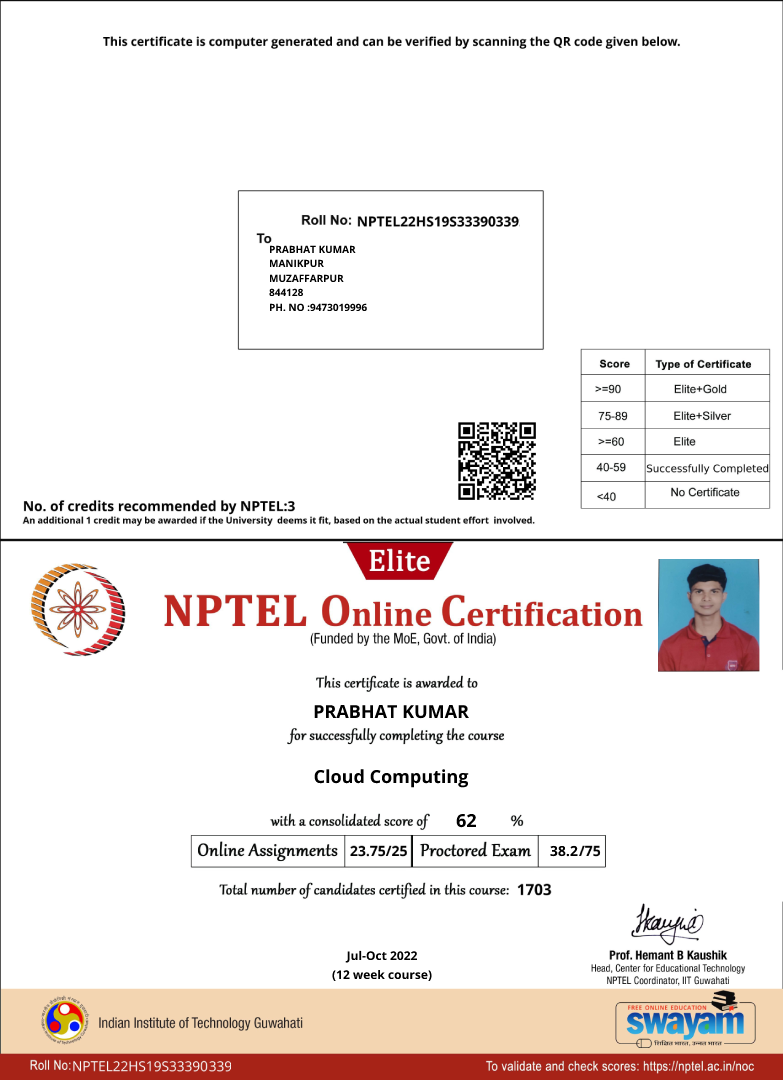 This certificate is computer generated and can be verified by scanning the QR code given below.
Roll No: NPTEL22HS19S33390339
To
PRABHAT KUMAR
MANIKPUR
MUZAFFARPUR
844128
PH. NO :9473019996
Score Type of Certificate
>=90 Elite+Gold
75-89 Elite+Silver
>=60 Elite
40-59 Successfully Completed
<40 No Certificate
No. of credits recommended by NPTEL:3
An additional 1 credit may be awarded if the University deems it fit, based on the actual student effort involved.
Elite
NPTEL Online Certification
(Funded by the MoE, Govt. of India)
This certificate is awarded to
PRABHAT KUMAR
for successfully completing the course
Cloud Computing
with a consolidated score of 62 %
Online Assignments 23.75/25 Proctored Exam 38.2/75
Total number of candidates certified in this course: 1703
Jul-Oct 2022
(12 week course)
Prof. Hemant B Kaushik
Head, Center for Educational Technology
NPTEL Coordinator, IIT Guwahati
Indian Institute of Technology Guwahati
FREE ONLINE EDUCATION
swayam
शिक्षित भारत, उन्नत भारत
Roll No: NPTEL22HS19S33390339
To validate and check scores: https://nptel.ac.in/noc